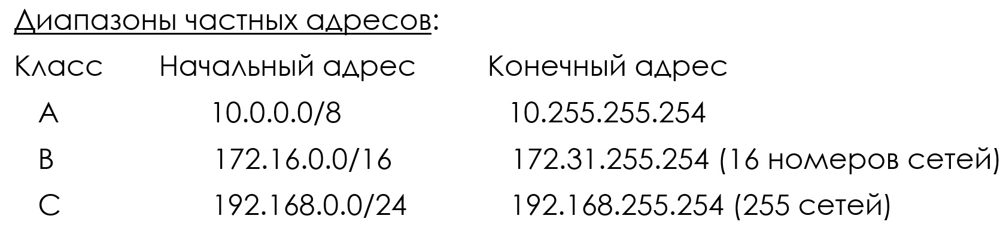 Диапазоны частных адресов:
Класс Начальный адрес Конечный адрес
A 10.0.0.0/8 10.255.255.254
B 172.16.0.0/16 172.31.255.254 (16 номеров сетей)
C 192.168.0.0/24 192.168.255.254 (255 сетей)